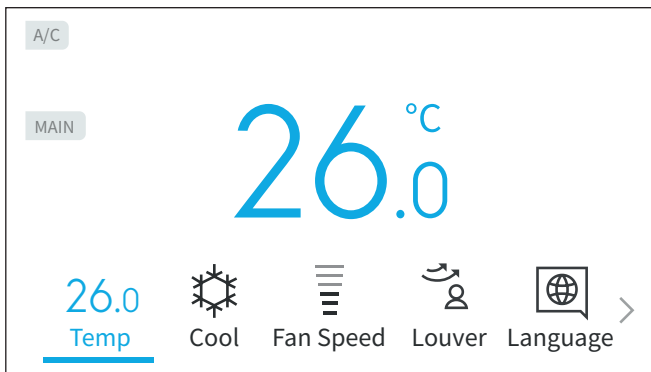 A/C
MAIN
26.0 °C
26.0
Temp
Cool
Fan Speed
Louver
Language